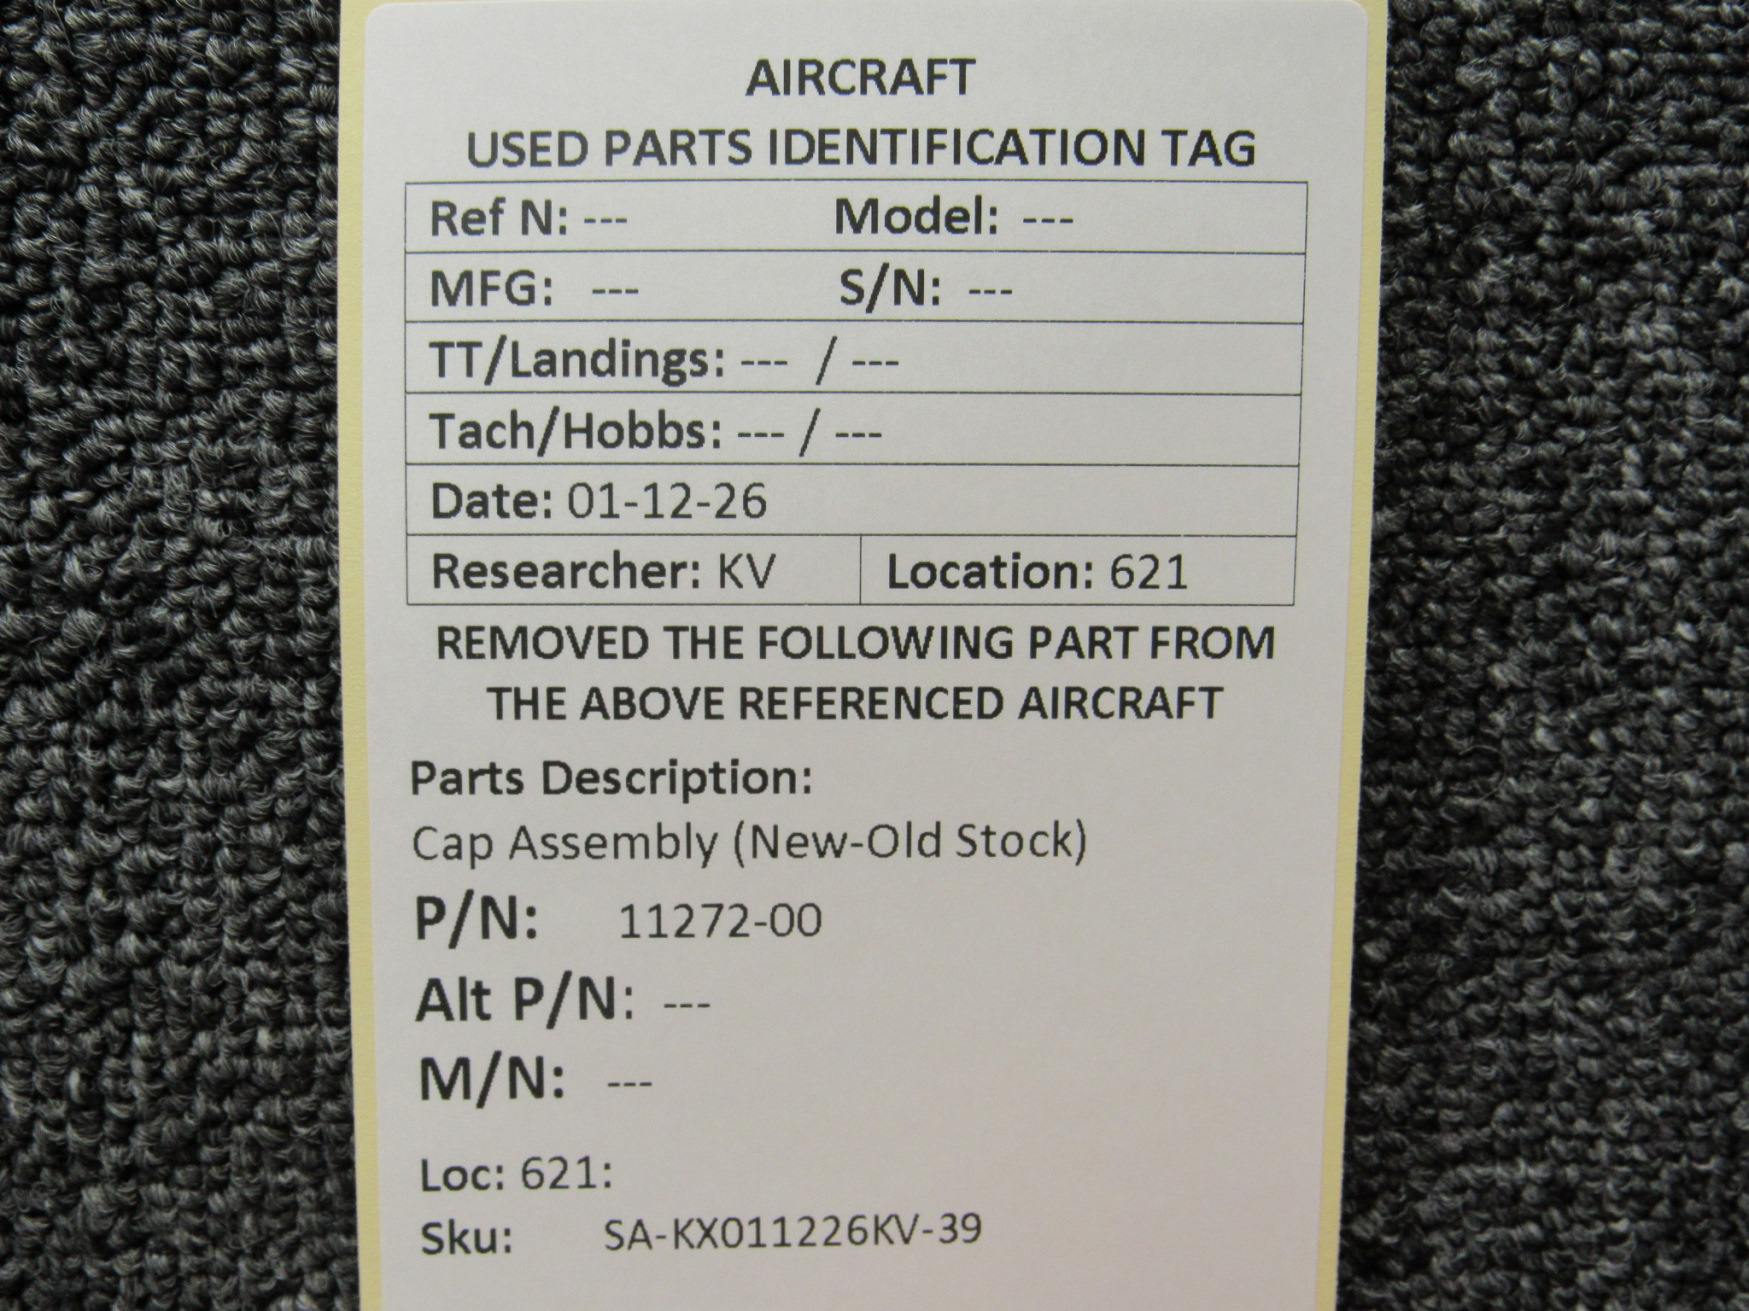 AIRCRAFT
USED PARTS IDENTIFICATION TAG
Ref N: --- Model: ---
MFG: --- S/N: ---
TT/Landings: --- / ---
Tach/Hobbs: --- / ---
Date: 01-12-26
Researcher: KV Location: 621
REMOVED THE FOLLOWING PART FROM
THE ABOVE REFERENCED AIRCRAFT
Parts Description:
Cap Assembly (New-Old Stock)
P/N: 11272-00
Alt P/N: ---
M/N: ---
Loc: 621:
Sku: SA-KX011226KV-39